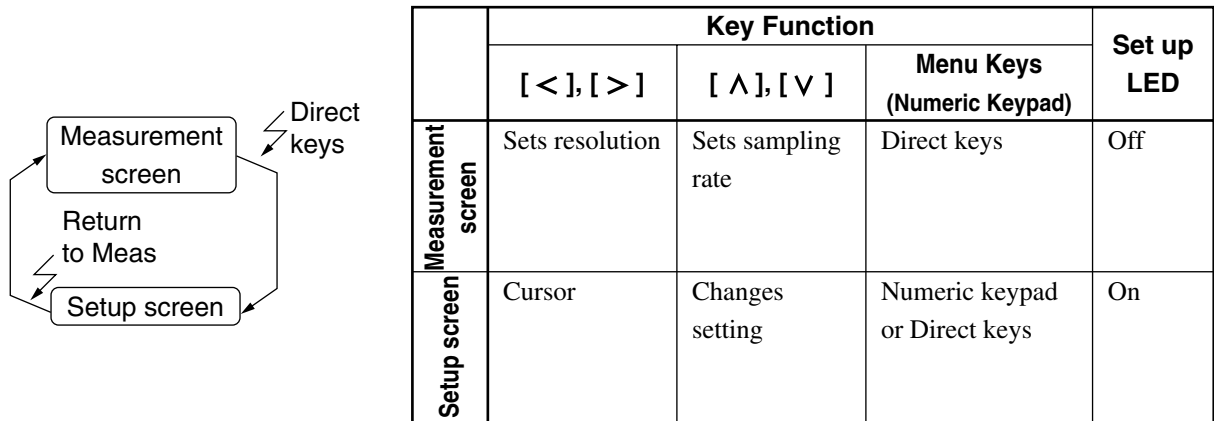 Measurement
screen
Direct
keys
Return
to Meas
Setup screen
Key Function
Set up
LED
[ < ], [ > ]
[ ∧ ], [ ∨ ]
Menu Keys
(Numeric Keypad)
Measurement
screen
Sets resolution
Sets sampling
rate
Direct keys
Off
Setup screen
Cursor
Changes
setting
Numeric keypad
or Direct keys
On